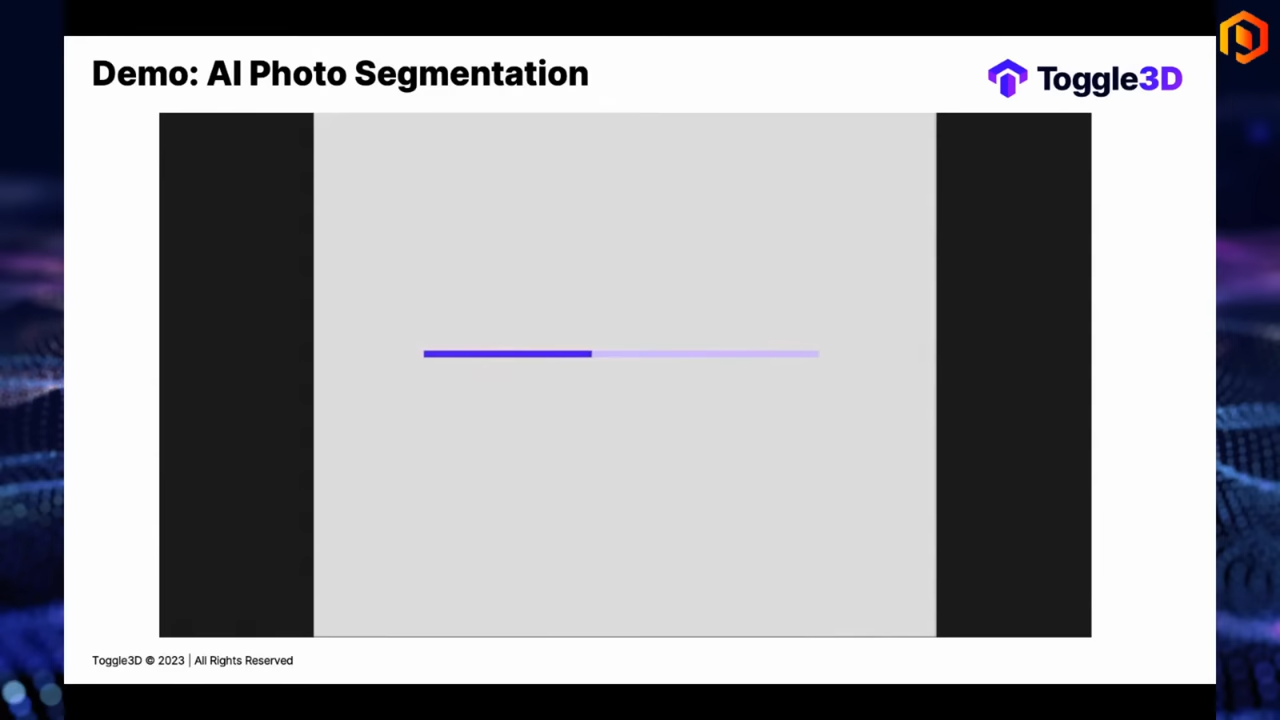 Demo: AI Photo Segmentation
Toggle3D
Toggle3D © 2023 | All Rights Reserved